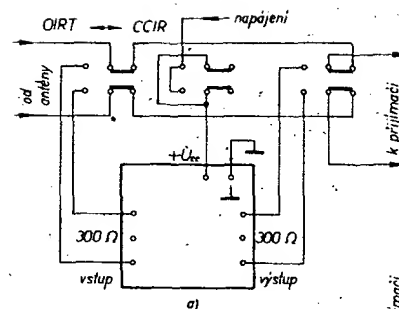 OIRT CCIR
napájení
od antény
k přijímači
+Ucc
300 Ω
300 Ω
vstup
výstup
a)